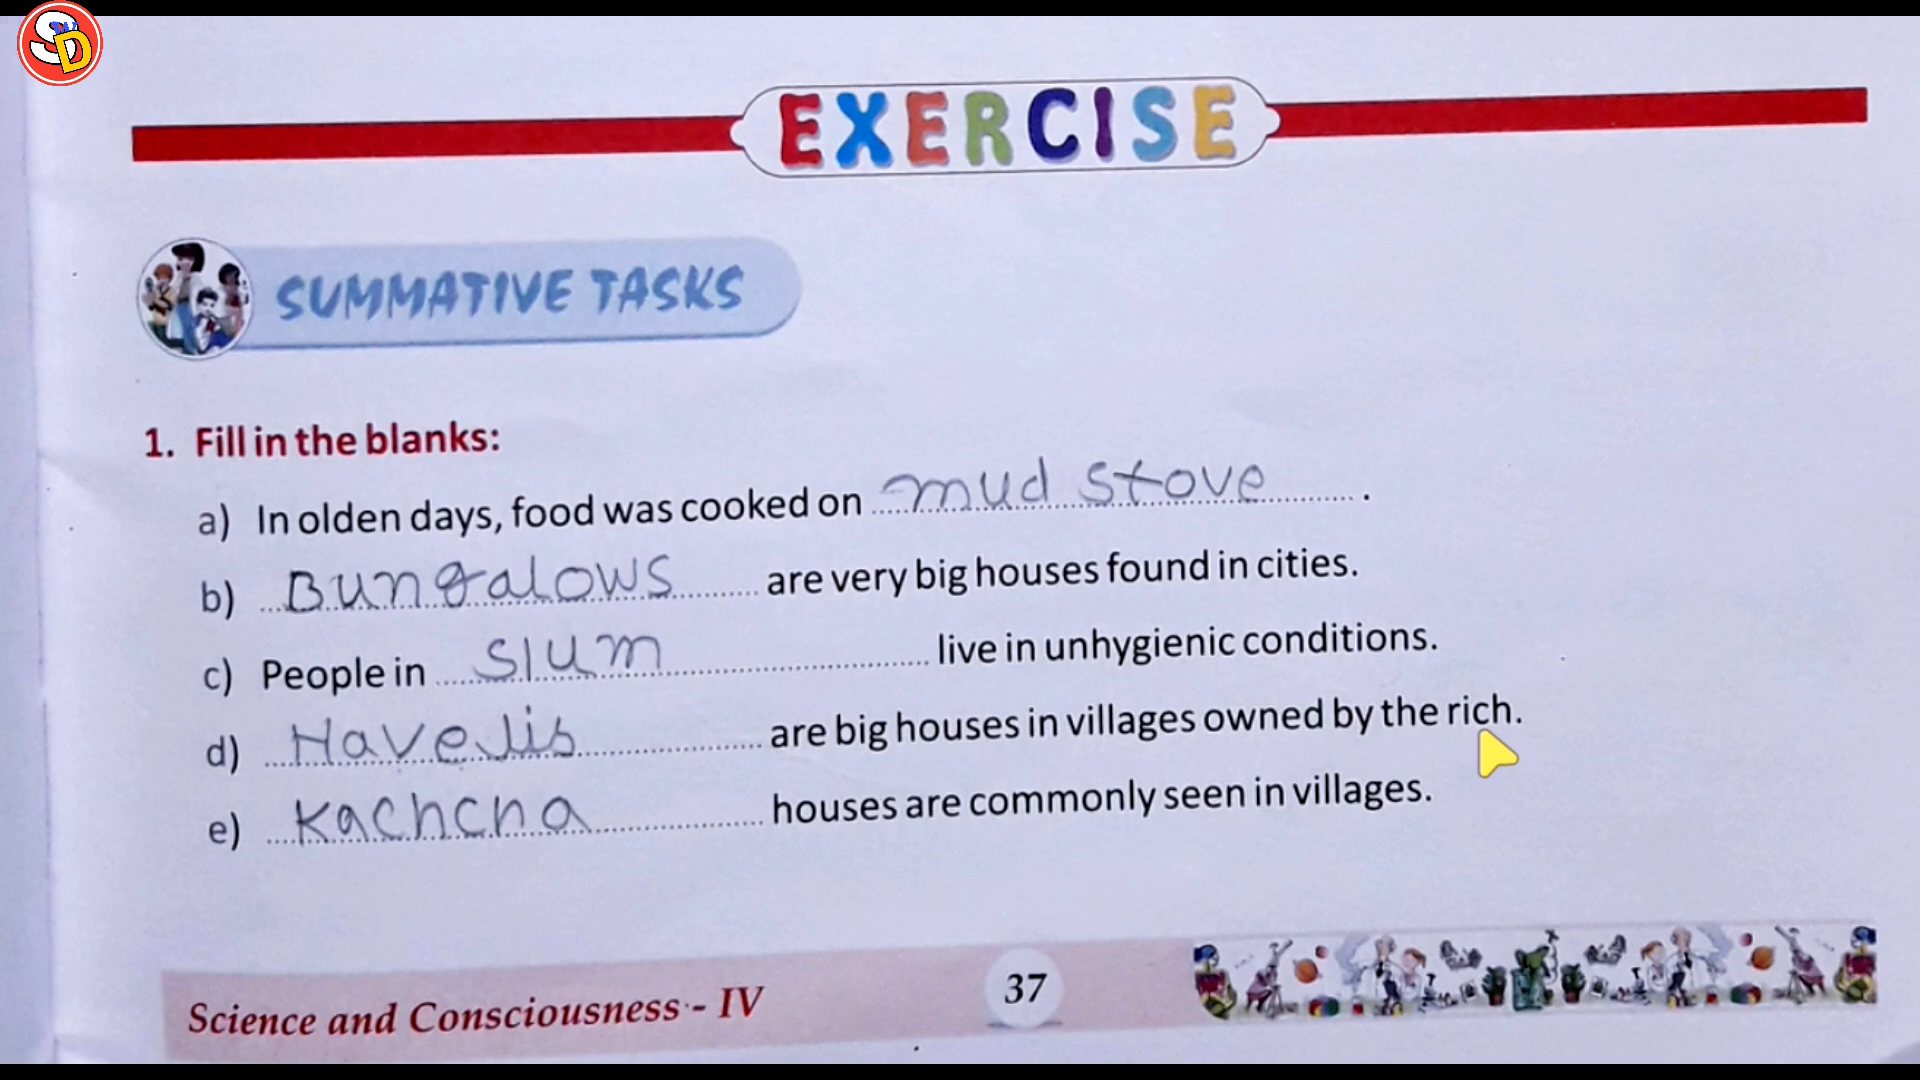 SD
EXERCISE
SUMMATIVE TASKS
1. Fill in the blanks:
a) In olden days, food was cooked on mud stove.
b) Bungalows are very big houses found in cities.
c) People in slum live in unhygienic conditions.
d) Havelis are big houses in villages owned by the rich.
e) Kachcha houses are commonly seen in villages.
Science and Consciousness - IV 37